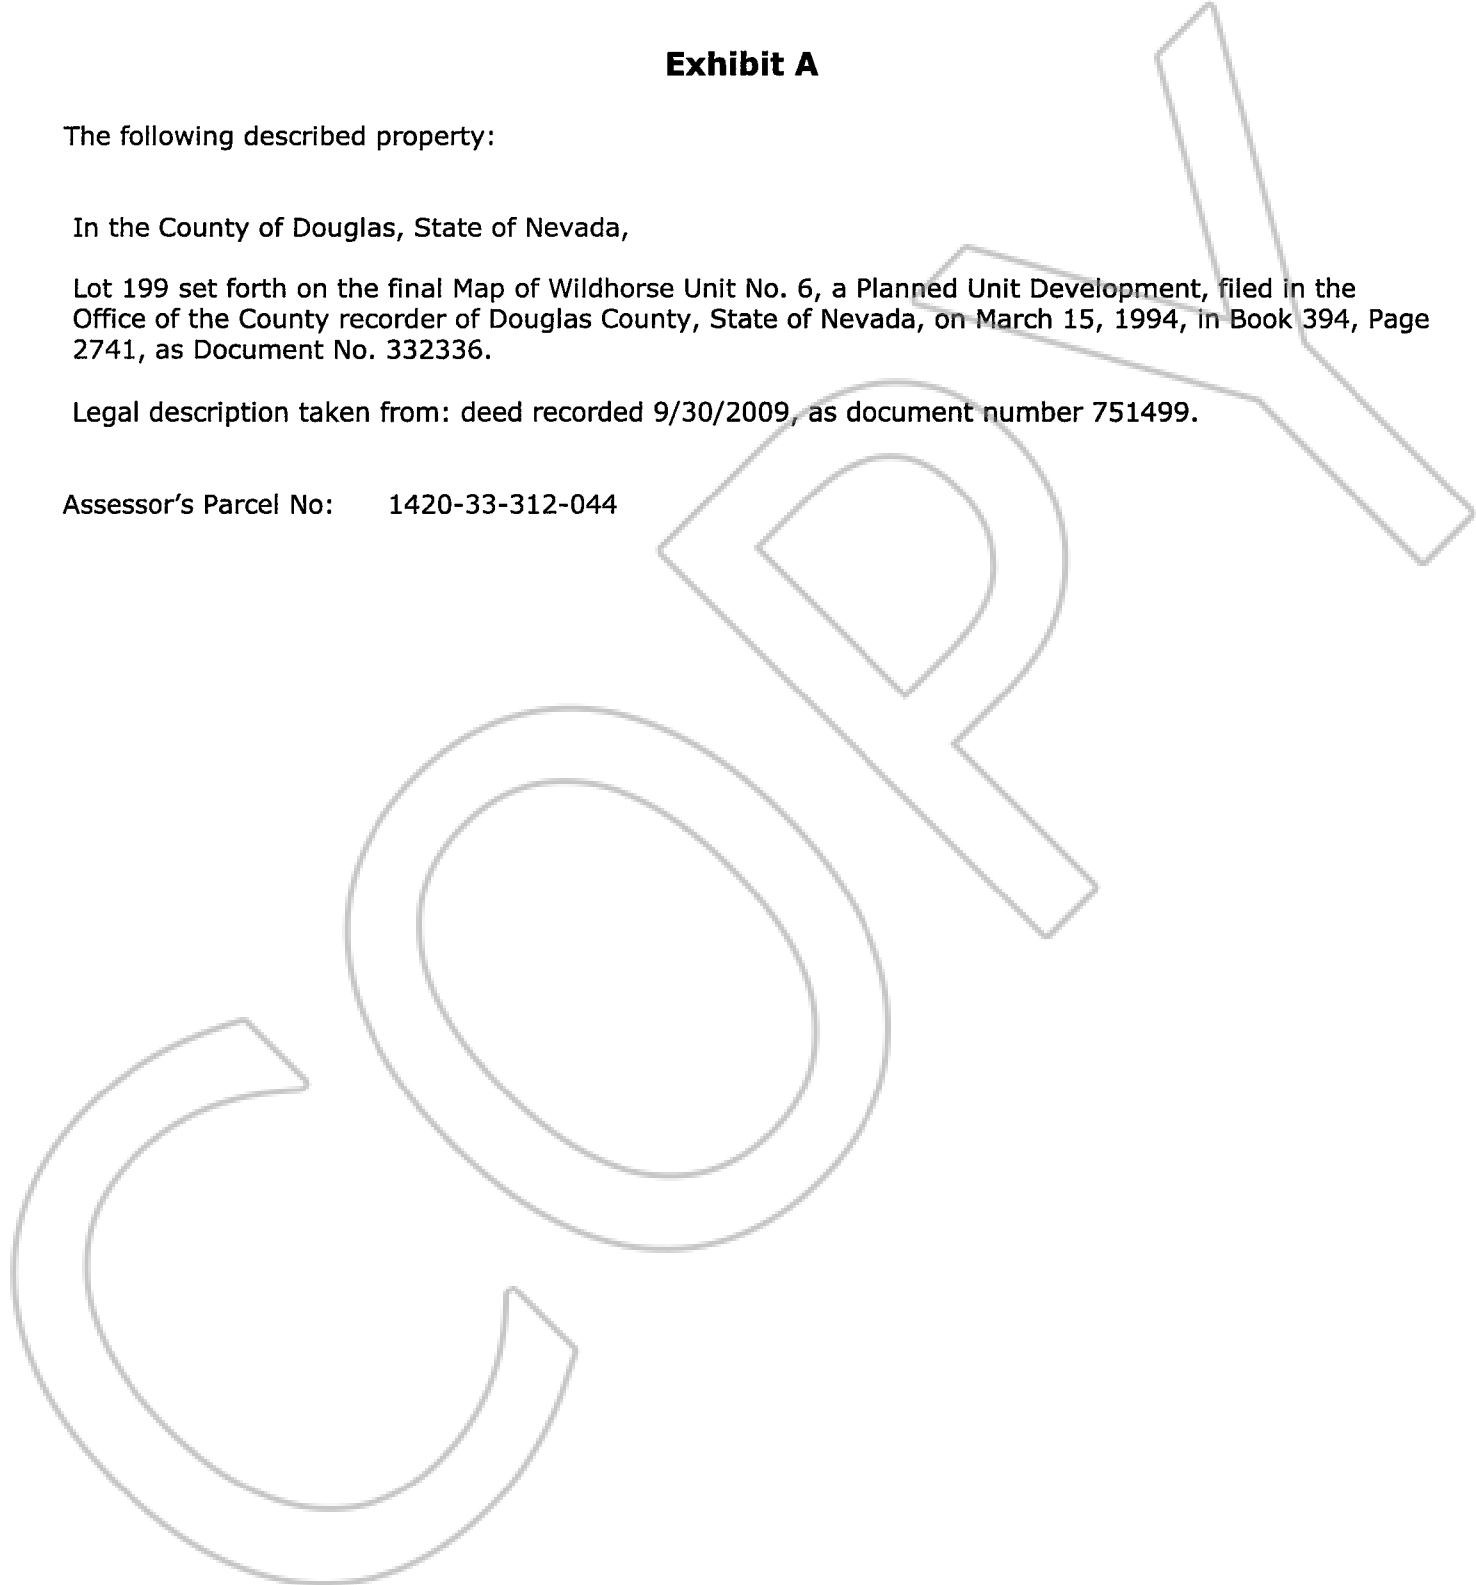 Exhibit A
The following described property:
In the County of Douglas, State of Nevada,
Lot 199 set forth on the final Map of Wildhorse Unit No. 6, a Planned Unit Development, filed in the
Office of the County recorder of Douglas County, State of Nevada, on March 15, 1994, in Book 394, Page
2741, as Document No. 332336.
Legal description taken from: deed recorded 9/30/2009, as document number 751499.
Assessor's Parcel No: 1420-33-312-044
COPY